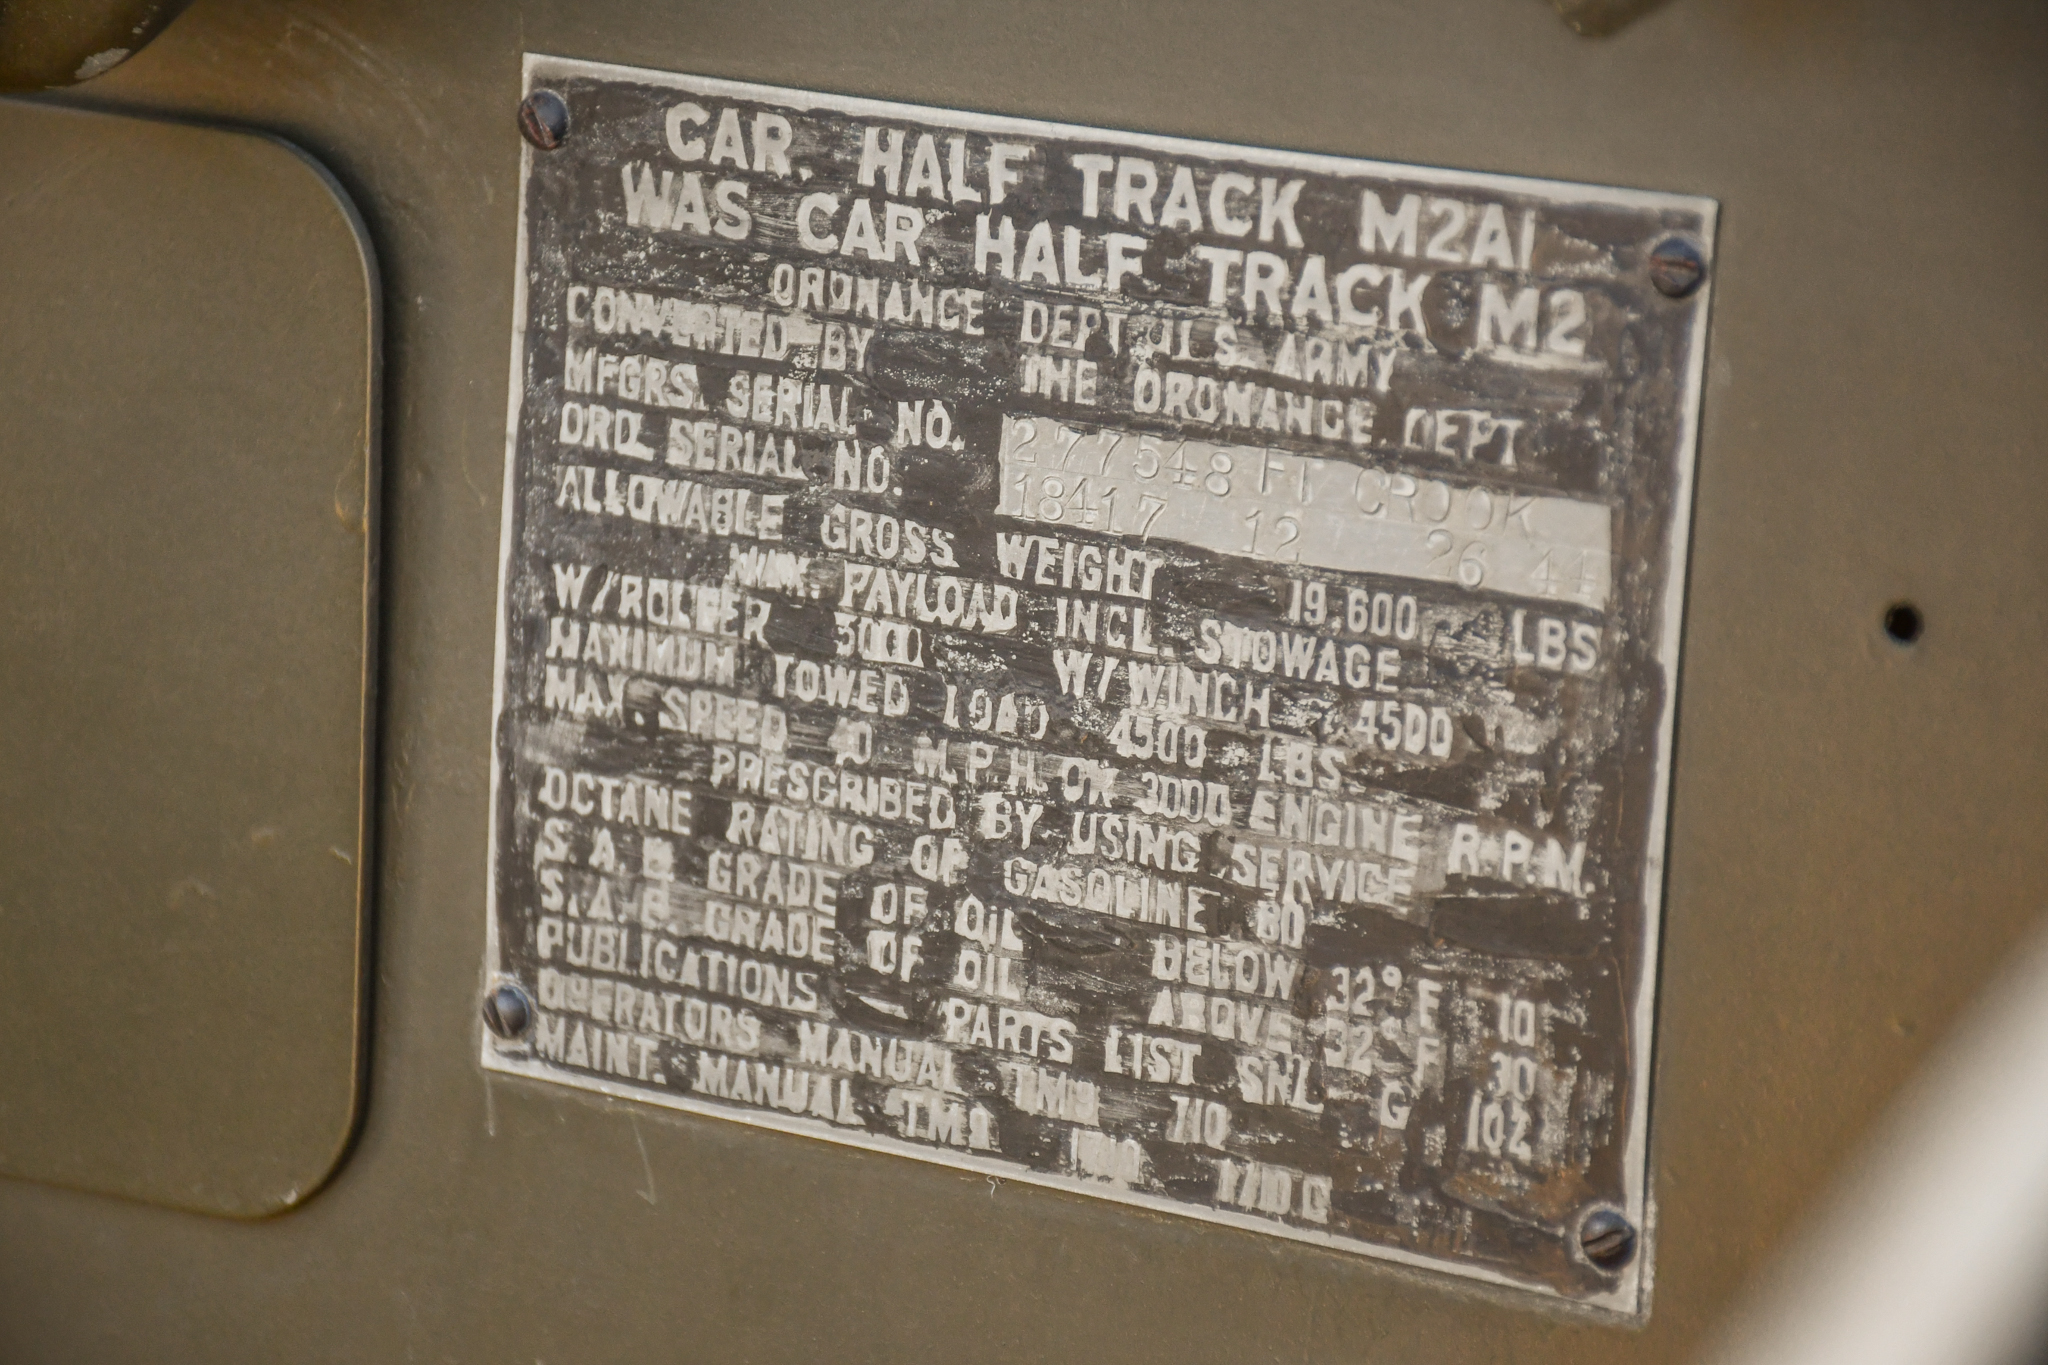 CAR, HALF TRACK M2A1
WAS CAR HALF TRACK M2
ORDNANCE DEPT U S. ARMY
CONVERTED BY THE ORDNANCE DEPT
MFGRS. SERIAL NO. 277548 FT CROOK
ORD. SERIAL NO. 18417 12 26 44
ALLOWABLE GROSS WEIGHT 19,600 LBS
MAX. PAYLOAD INCL. STOWAGE
W/ROLLER 3000 W/WINCH 4500
MAXIMUM TOWED LOAD 4500 LBS.
MAX. SPEED 40 M.P.H. OR 3000 ENGINE R.P.M.
PRESCRIBED BY USING SERVICE
OCTANE RATING OF GASOLINE 80
S. A. E GRADE OF OIL BELOW 32° F 10
S. A. E GRADE OF OIL ABOVE 32° F 30
PUBLICATIONS — PARTS LIST SNL G 102
OPERATORS MANUAL TM9 710
MAINT. MANUAL TM9